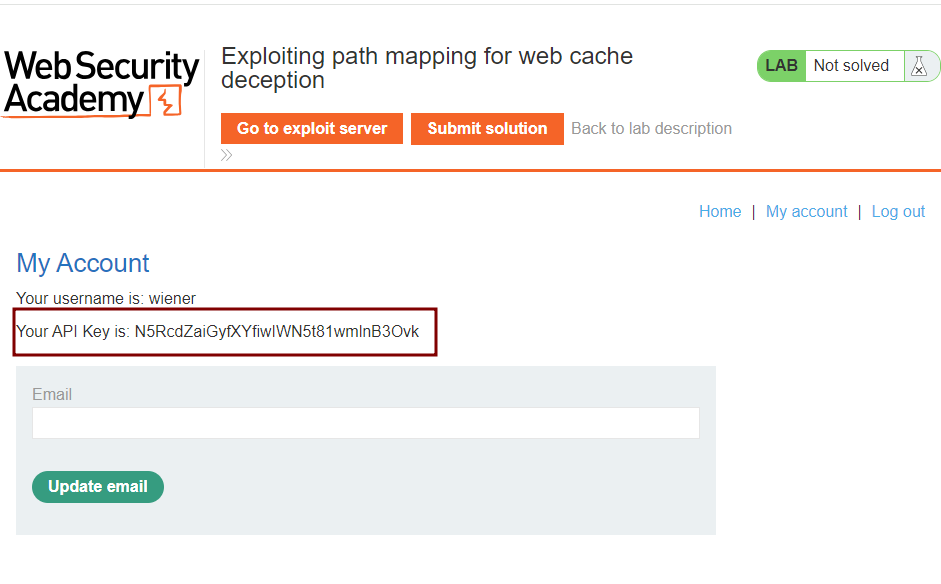 Web Security
Academy
Exploiting path mapping for web cache
deception
LAB Not solved
Go to exploit server Submit solution Back to lab description
Home | My account | Log out
My Account
Your username is: wiener
Your API Key is: N5RcdZaiGyfXYfiwIWN5t81wmlnB3Ovk
Email
Update email